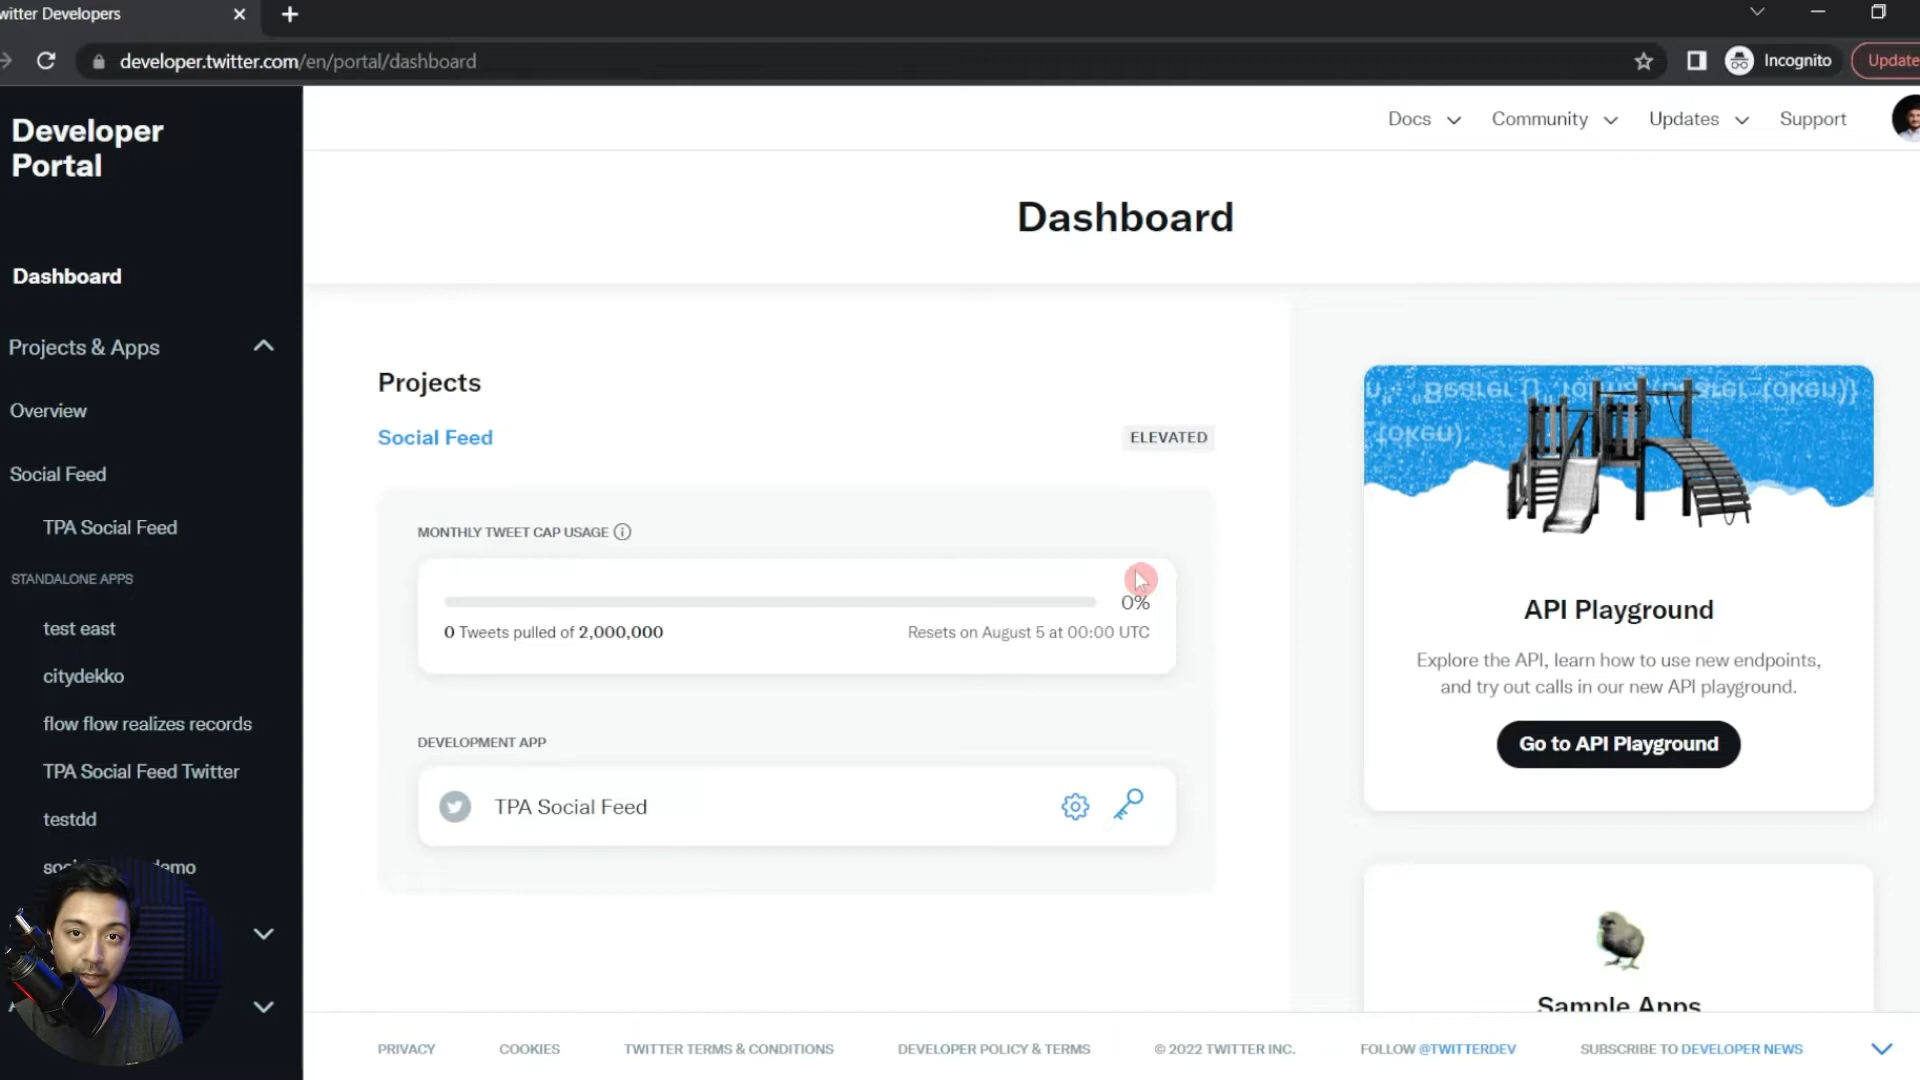 witter Developers
developer.twitter.com/en/portal/dashboard
Incognito
Update
Developer
Portal
Docs
Community
Updates
Support
Dashboard
Dashboard
Projects & Apps
Overview
Social Feed
TPA Social Feed
STANDALONE APPS
test east
citydekko
flow flow realizes records
TPA Social Feed Twitter
testdd
Projects
Social Feed
ELEVATED
MONTHLY TWEET CAP USAGE
0%
0 Tweets pulled of 2,000,000
Resets on August 5 at 00:00 UTC
DEVELOPMENT APP
TPA Social Feed
API Playground
Explore the API, learn how to use new endpoints,
and try out calls in our new API playground.
Go to API Playground
Sample Apps
PRIVACY
COOKIES
TWITTER TERMS & CONDITIONS
DEVELOPER POLICY & TERMS
© 2022 TWITTER INC.
FOLLOW @TWITTERDEV
SUBSCRIBE TO DEVELOPER NEWS